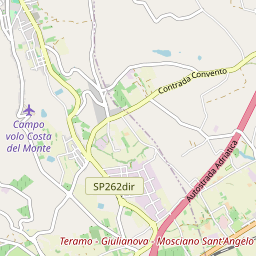 Contrada Convento
Campo
volo Costa
del Monte
Autostrada Adriatica
SP262dir
Teramo - Giulianova - Mosciano Sant'Angelo